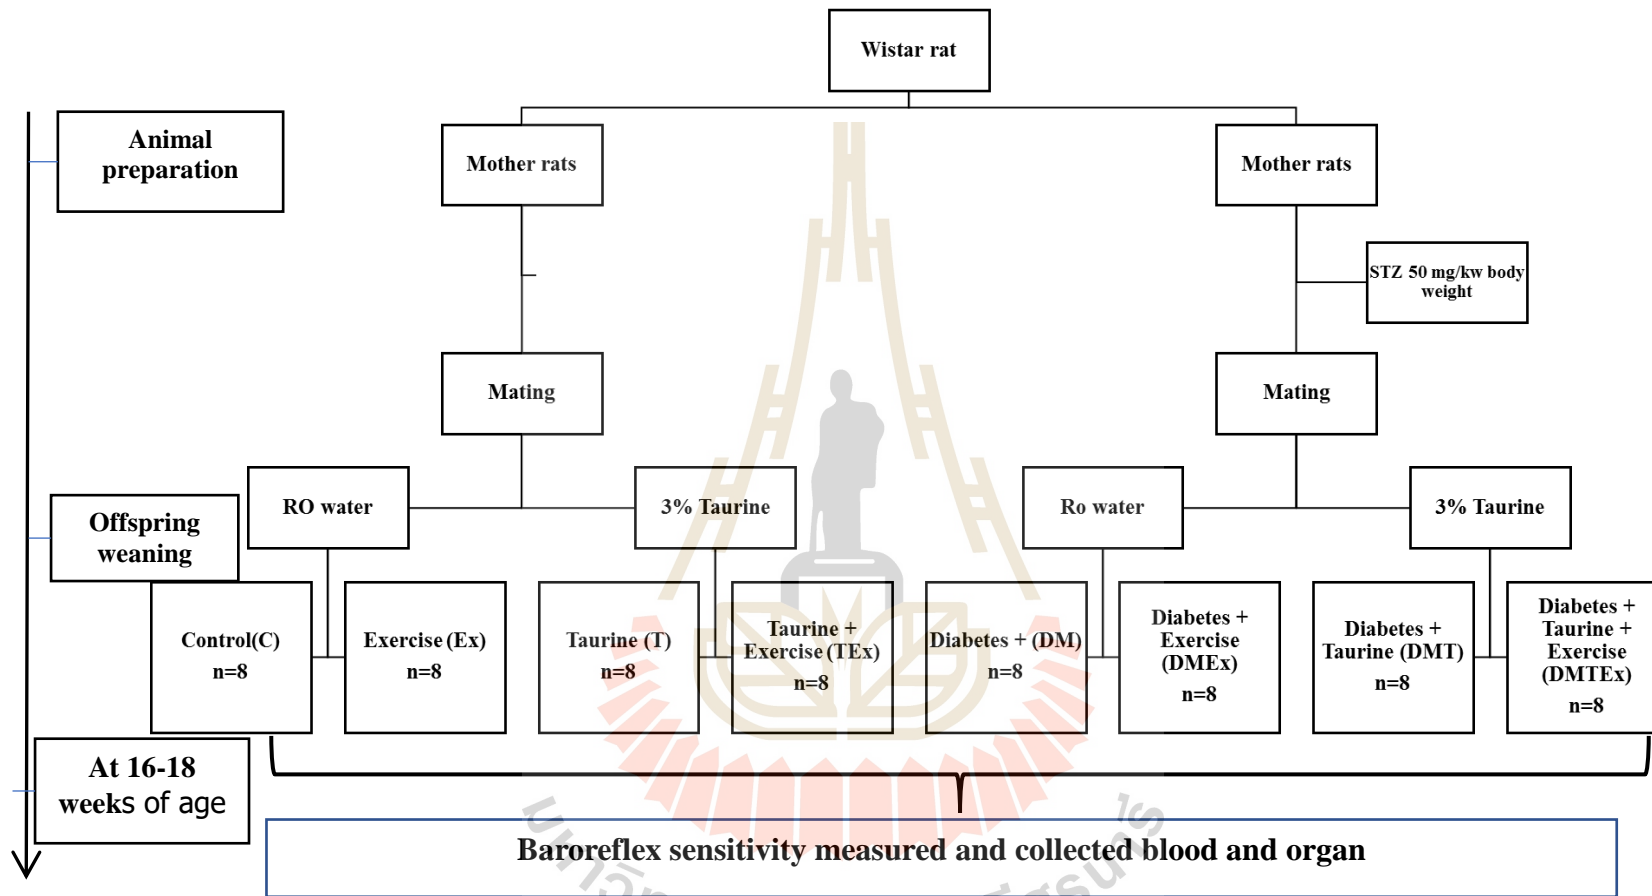 Wistar rat
Animal
preparation
Mother rats
Mother rats
STZ 50 mg/kw body
weight
Mating
Mating
RO water
3% Taurine
Ro water
3% Taurine
Offspring
weaning
Control(C)
n=8
Exercise (Ex)
n=8
Taurine (T)
n=8
Taurine +
Exercise (TEx)
n=8
Diabetes + (DM)
n=8
Diabetes +
Exercise
(DMEx)
n=8
Diabetes +
Taurine (DMT)
n=8
Diabetes +
Taurine +
Exercise
(DMTEx)
n=8
At 16-18
weeks of age
Baroreflex sensitivity measured and collected blood and organ